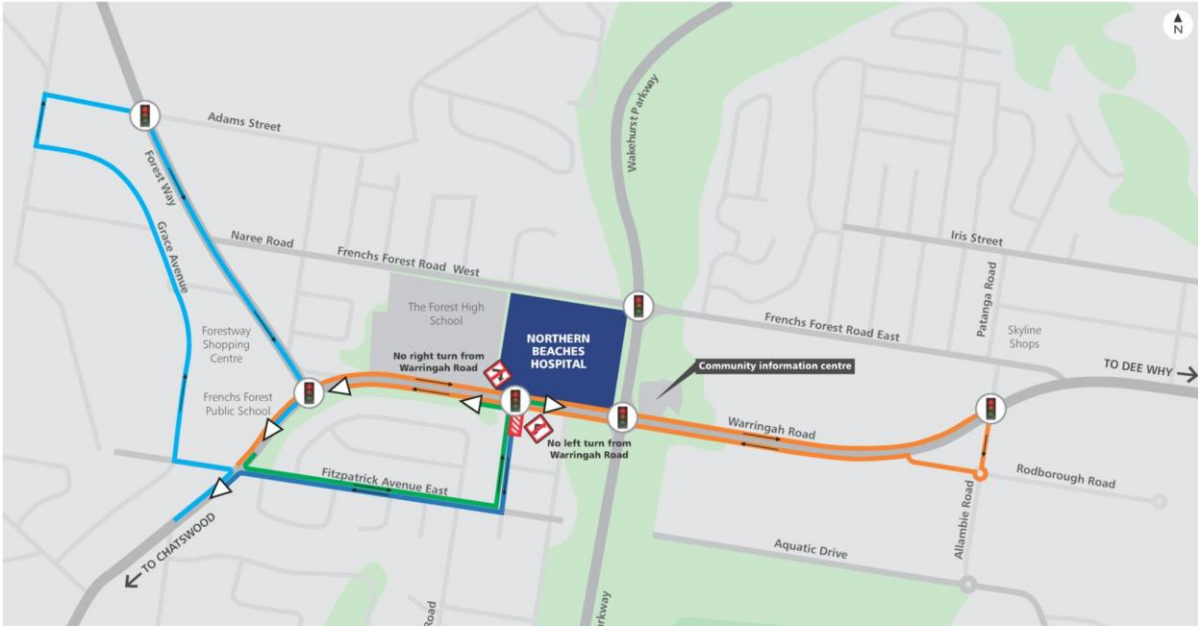 N
Adams Street
Forest Way
Wakehurst Parkway
Grace Avenue
Naree Road
Frenchs Forest Road West
Iris Street
Patanga Road
The Forest High
School
Frenchs Forest Road East
Skyline
Shops
Forestway
Shopping
Centre
NORTHERN
BEACHES
HOSPITAL
No right turn from
Warringah Road
Community information centre
TO DEE WHY
Frenchs Forest
Public School
Warringah Road
No left turn from
Warringah Road
Fitzpatrick Avenue East
Rodborough Road
Allambie Road
Aquatic Drive
TO CHATSWOOD
Road
arkway